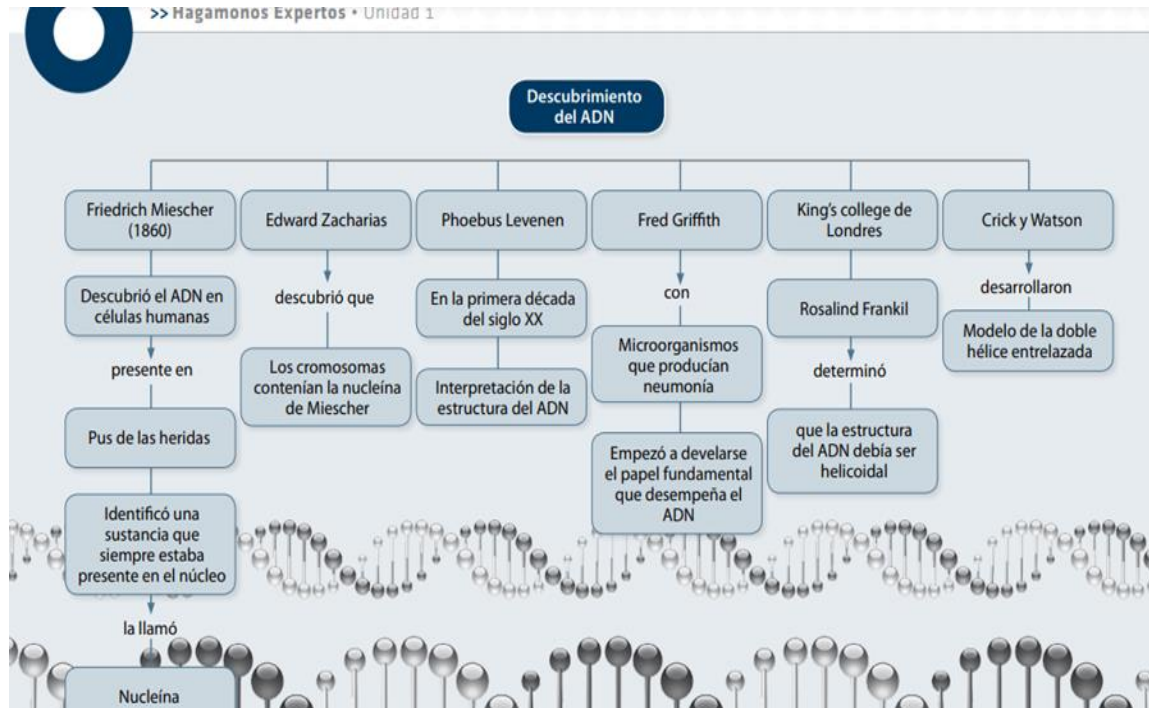 >> Hagamonos Expertos • Unidad 1
Descubrimiento
del ADN
Friedrich Miescher
(1860)
Descubrió el ADN en
células humanas
presente en
Pus de las heridas
Identificó una
sustancia que
siempre estaba
presente en el núcleo
la llamó
Nucleína
Edward Zacharias
descubrió que
Los cromosomas
contenían la nucleína
de Miescher
Phoebus Levenen
En la primera década
del siglo XX
Interpretación de la
estructura del ADN
Fred Griffith
con
Microorganismos
que producían
neumonía
Empezó a develarse
el papel fundamental
que desempeña el
ADN
King's college de
Londres
Rosalind Frankil
determinó
que la estructura
del ADN debía ser
helicoidal
Crick y Watson
desarrollaron
Modelo de la doble
hélice entrelazada